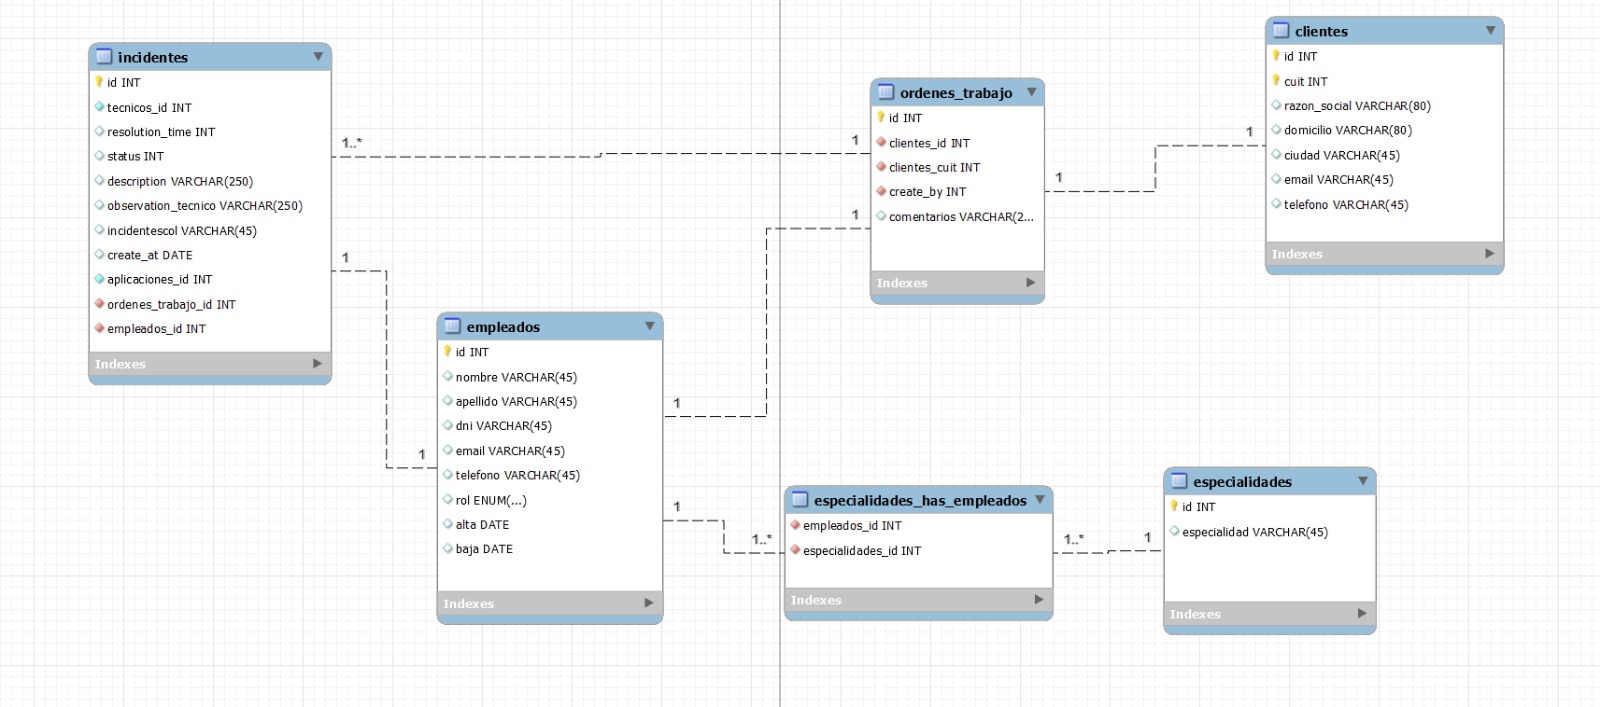 incidentes
id INT
tecnicos_id INT
resolution_time INT
status INT
description VARCHAR(250)
observation_tecnico VARCHAR(250)
incidentescol VARCHAR(45)
create_at DATE
aplicaciones_id INT
ordenes_trabajo_id INT
empleados_id INT
Indexes
1..*
1
1
1
empleados
id INT
nombre VARCHAR(45)
apellido VARCHAR(45)
dni VARCHAR(45)
email VARCHAR(45)
telefono VARCHAR(45)
rol ENUM(...)
alta DATE
baja DATE
Indexes
1
1
1
1..*
ordenes_trabajo
id INT
clientes_id INT
clientes_cuit INT
create_by INT
comentarios VARCHAR(2...
Indexes
1
1
clientes
id INT
cuit INT
razon_social VARCHAR(80)
domicilio VARCHAR(80)
ciudad VARCHAR(45)
email VARCHAR(45)
telefono VARCHAR(45)
Indexes
especialidades_has_empleados
empleados_id INT
especialidades_id INT
Indexes
1..*
1
especialidades
id INT
especialidad VARCHAR(45)
Indexes